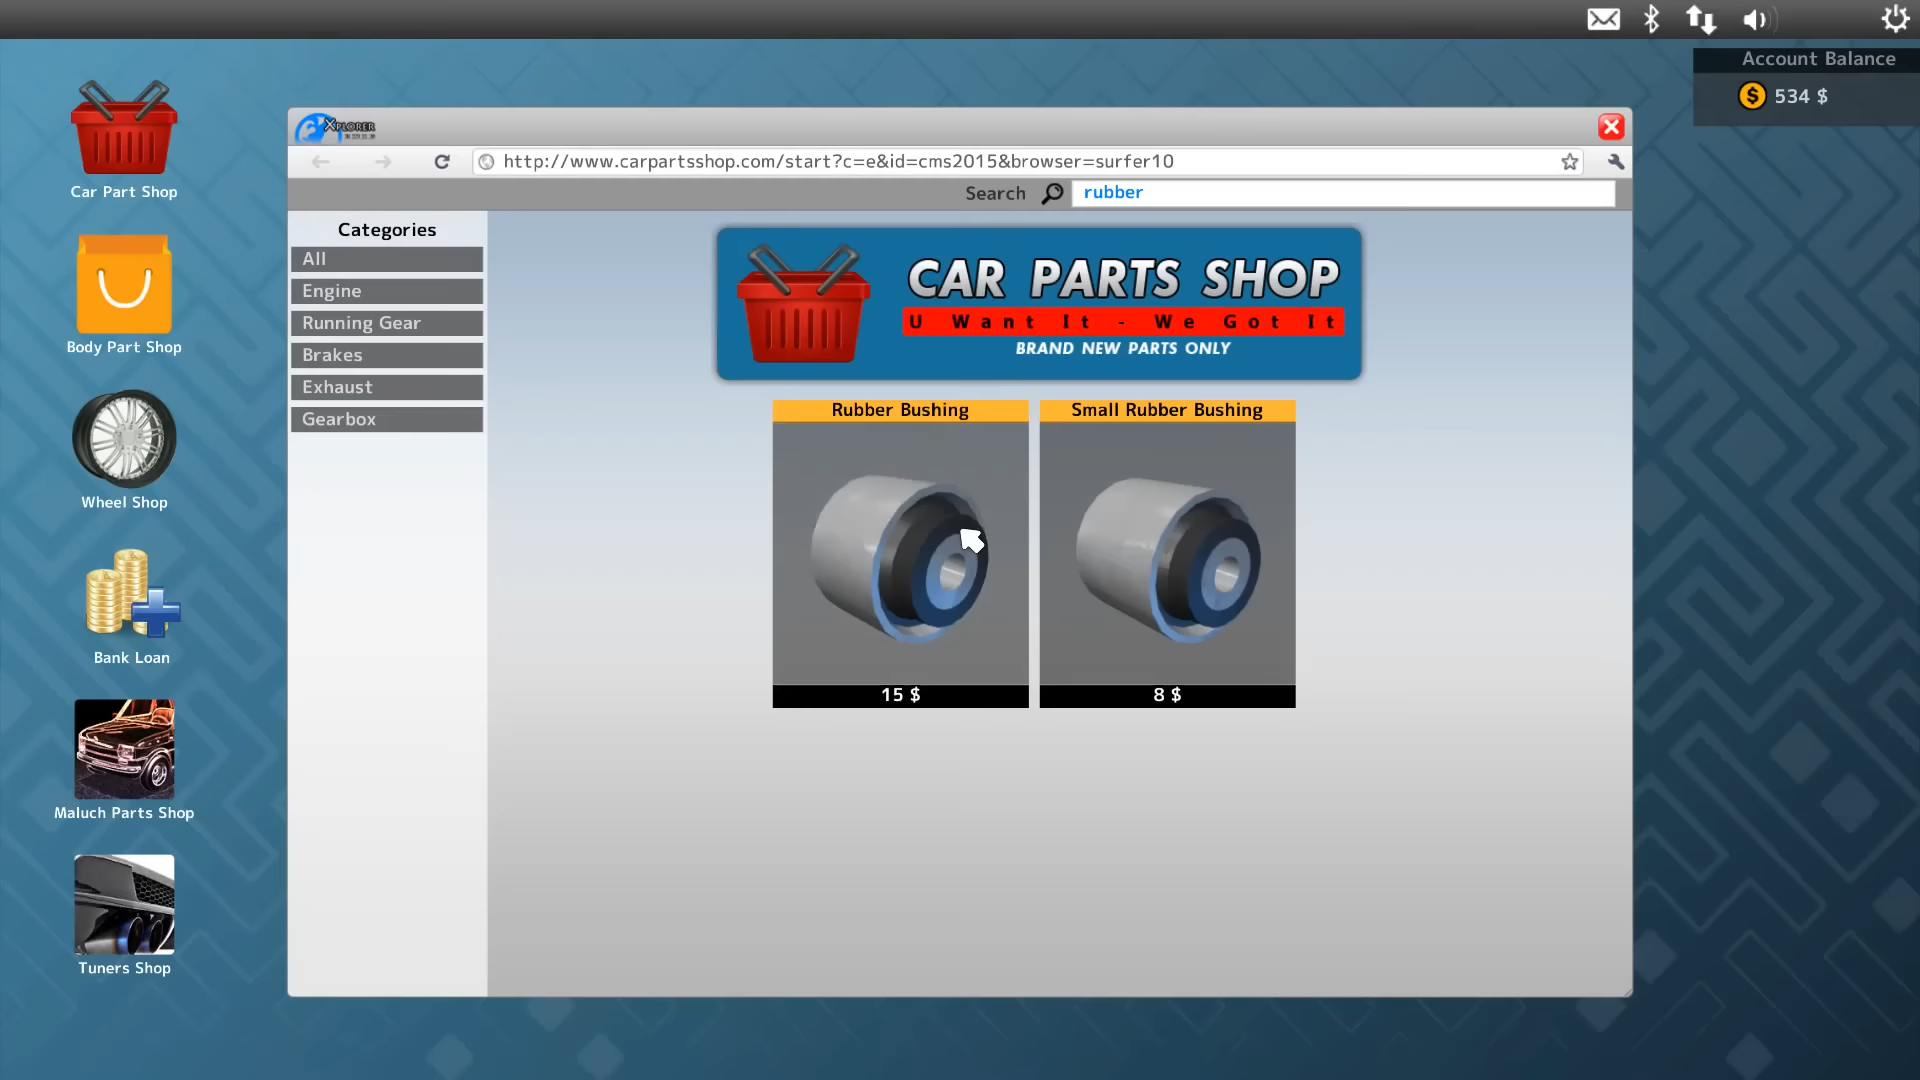 Account Balance
534 $
Car Part Shop
Body Part Shop
Wheel Shop
Bank Loan
Maluch Parts Shop
Tuners Shop
XPLORER
http://www.carpartsshop.com/start?c=e&id=cms2015&browser=surfer10
Search
rubber
Categories
All
Engine
Running Gear
Brakes
Exhaust
Gearbox
CAR PARTS SHOP
U Want It - We Got It
BRAND NEW PARTS ONLY
Rubber Bushing
15 $
Small Rubber Bushing
8 $